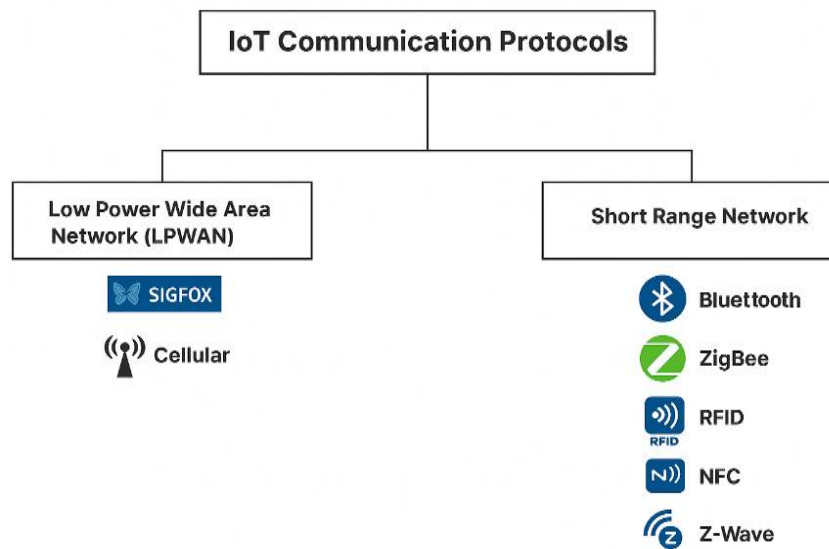 IoT Communication Protocols
Low Power Wide Area
Network (LPWAN)
SIGFOX
Cellular
Short Range Network
Bluettooth
ZigBee
RFID
RFID
NFC
Z-Wave